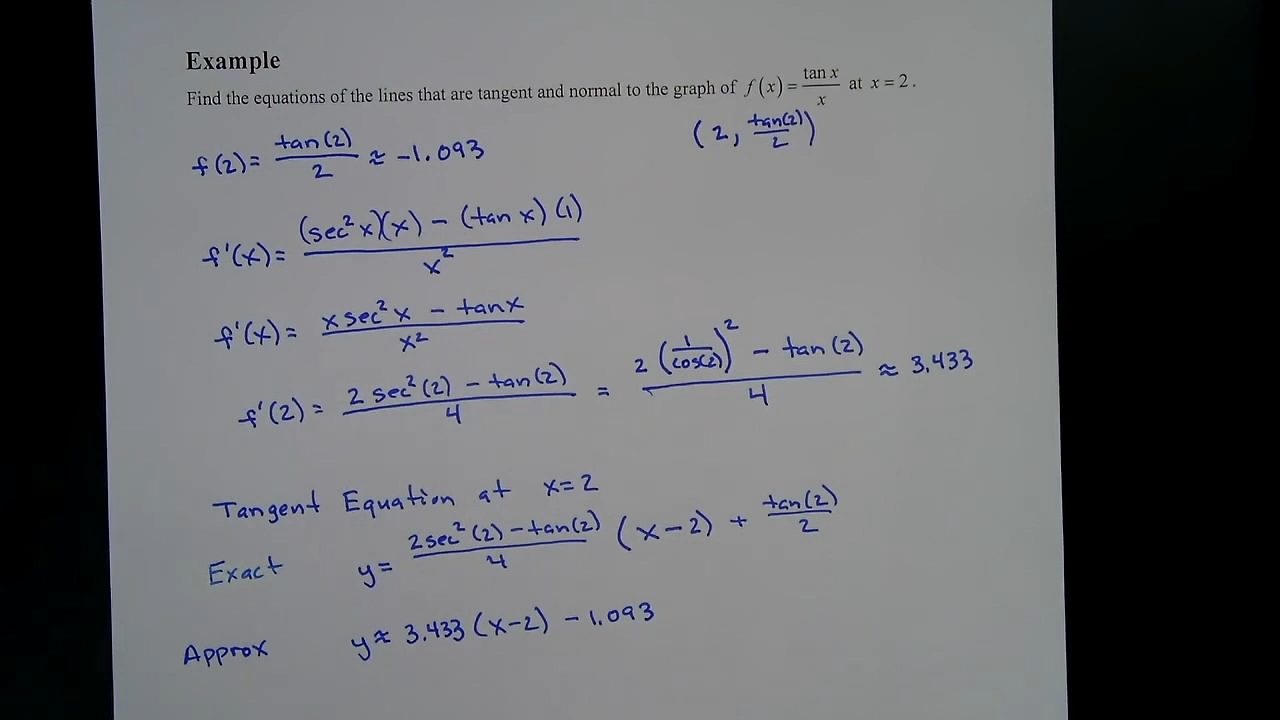 Example
Find the equations of the lines that are tangent and normal to the graph of f(x) = tan x / x at x = 2.
(2, tan(2)/2)
f(2) = tan(2)/2 ≈ -1.093
f'(x) = (sec²x)(x) - (tan x)(1) / x²
f'(x) = x sec²x - tan x / x²
f'(2) = 2 sec²(2) - tan(2) / 4 = 2 (1/cos(2))² - tan(2) / 4 ≈ 3.433
Tangent Equation at x=2
Exact y = 2sec²(2) - tan(2) / 4 (x-2) + tan(2)/2
Approx y ≈ 3.433 (x-2) - 1.093